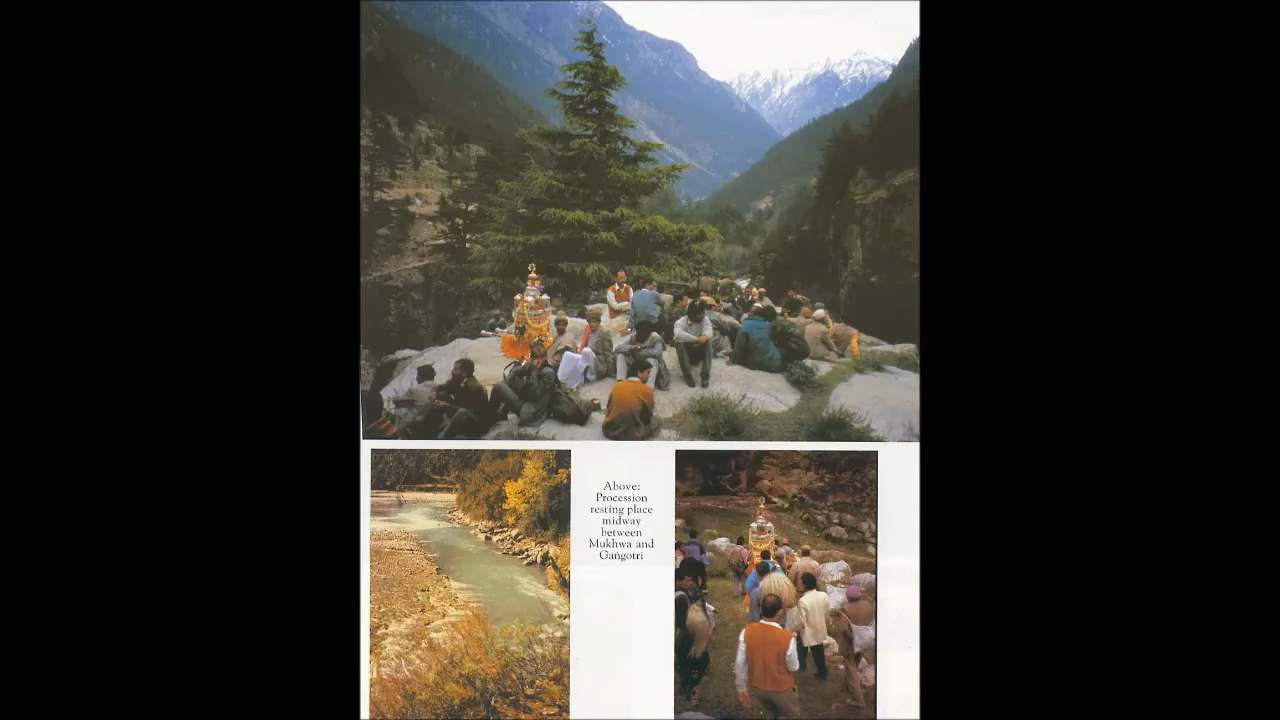 Above:
Procession
resting place
midway
between
Mukhwa and
Gaṅgotri